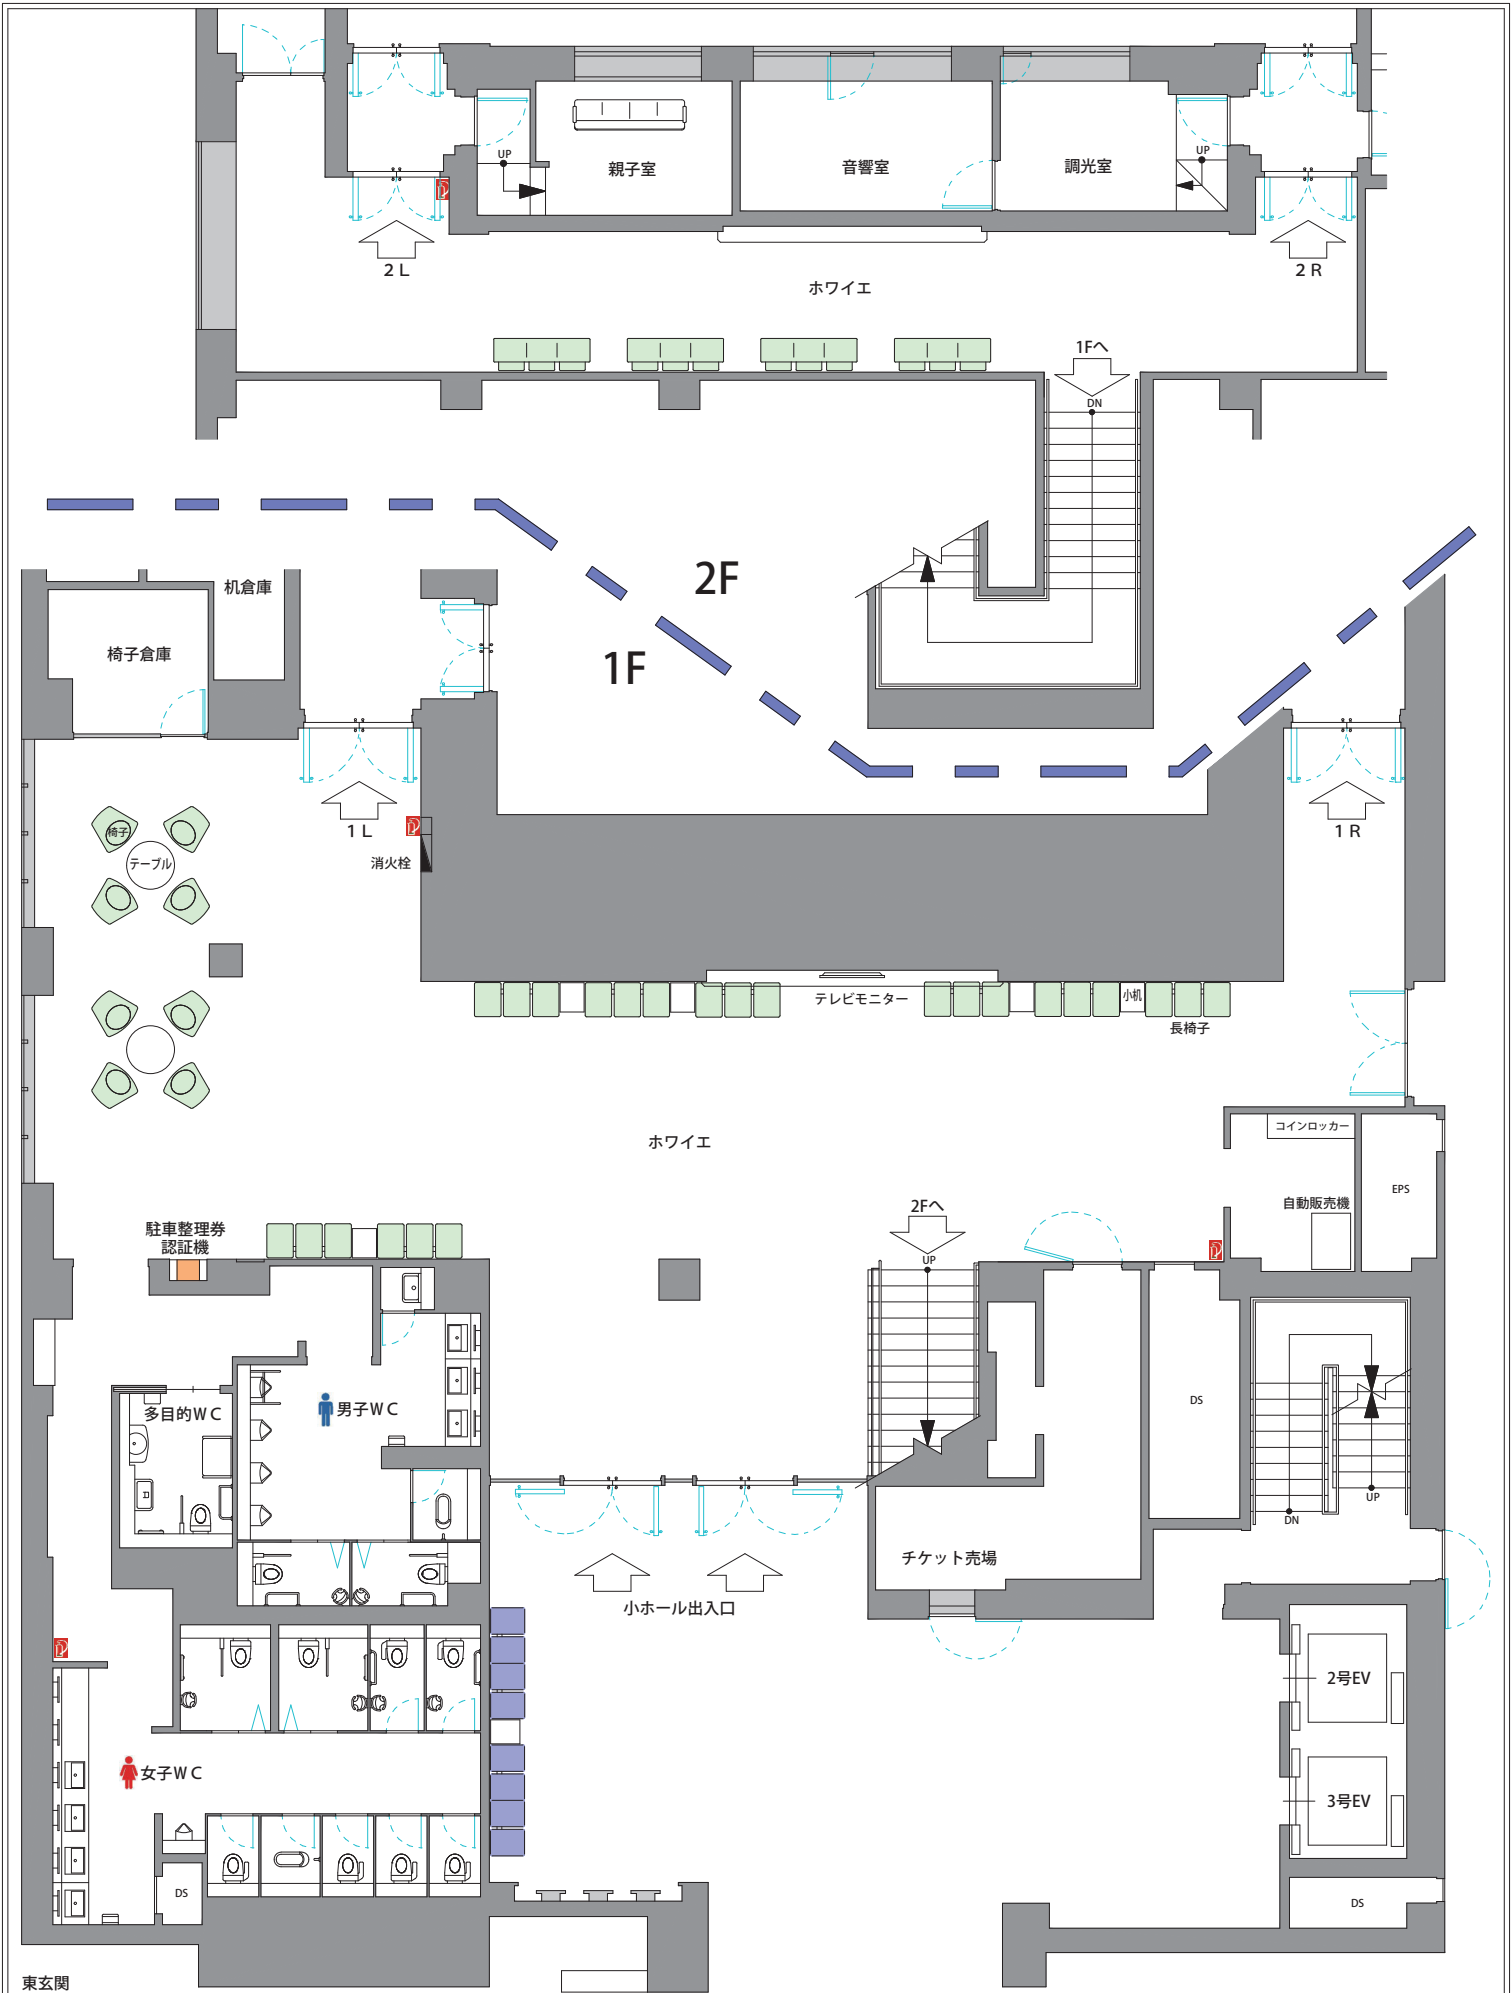 UP
親子室
音響室
調光室
UP
2 L
2 R
ホワイエ
1Fへ
DN
2F
1F
机倉庫
椅子倉庫
椅子
テーブル
1 L
消火栓
1 R
テレビモニター
小机
長椅子
コインロッカー
ホワイエ
EPS
自動販売機
2Fへ
UP
駐車整理券
認証機
多目的WC
男子WC
DS
UP
DN
チケット売場
小ホール出入口
2号EV
女子WC
3号EV
DS
DS
東玄関